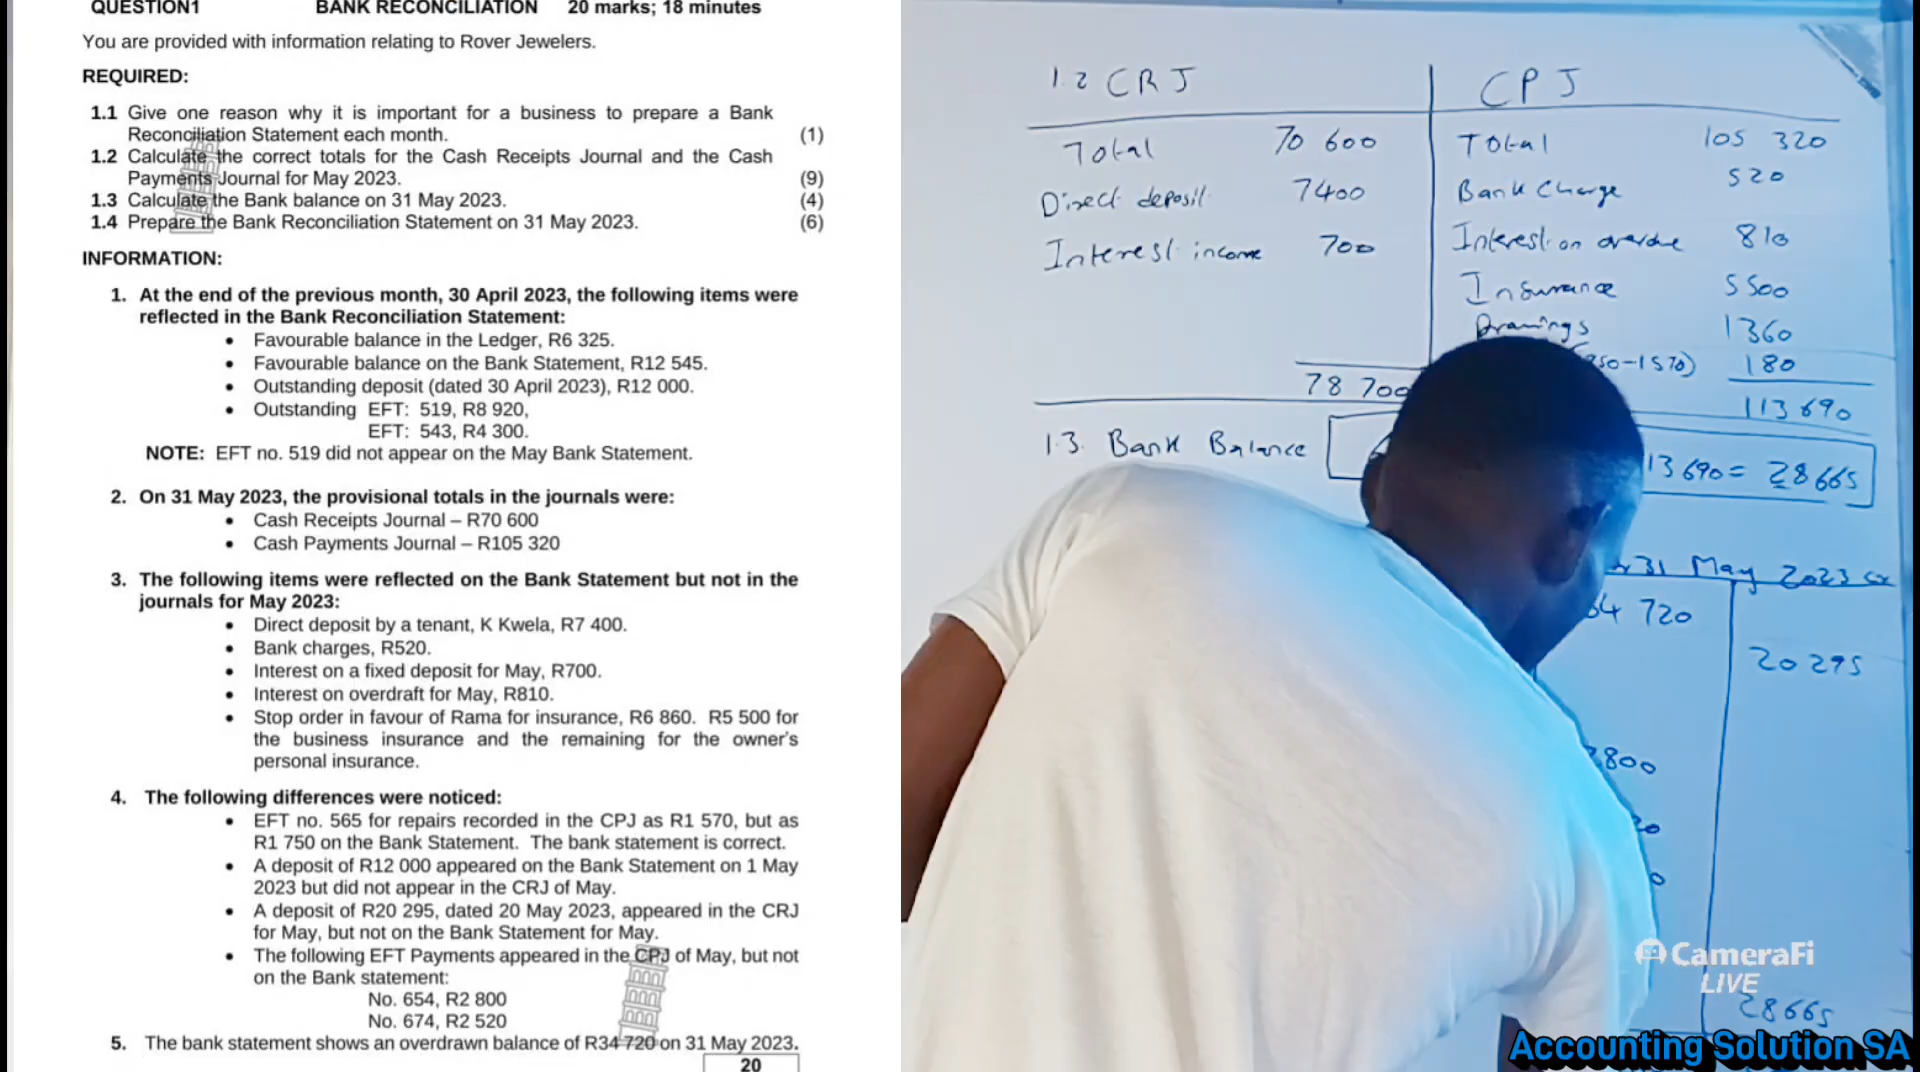 QUESTION1 BANK RECONCILIATION 20 marks; 18 minutes
You are provided with information relating to Rover Jewelers.
REQUIRED:
1.1 Give one reason why it is important for a business to prepare a Bank
Reconciliation Statement each month. (1)
1.2 Calculate the correct totals for the Cash Receipts Journal and the Cash
Payments Journal for May 2023. (9)
1.3 Calculate the Bank balance on 31 May 2023. (4)
1.4 Prepare the Bank Reconciliation Statement on 31 May 2023. (6)
INFORMATION:
1. At the end of the previous month, 30 April 2023, the following items were
reflected in the Bank Reconciliation Statement:
• Favourable balance in the Ledger, R6 325.
• Favourable balance on the Bank Statement, R12 545.
• Outstanding deposit (dated 30 April 2023), R12 000.
• Outstanding EFT: 519, R8 920,
EFT: 543, R4 300.
NOTE: EFT no. 519 did not appear on the May Bank Statement.
2. On 31 May 2023, the provisional totals in the journals were:
• Cash Receipts Journal – R70 600
• Cash Payments Journal – R105 320
3. The following items were reflected on the Bank Statement but not in the
journals for May 2023:
• Direct deposit by a tenant, K Kwela, R7 400.
• Bank charges, R520.
• Interest on a fixed deposit for May, R700.
• Interest on overdraft for May, R810.
• Stop order in favour of Rama for insurance, R6 860. R5 500 for
the business insurance and the remaining for the owner's
personal insurance.
4. The following differences were noticed:
• EFT no. 565 for repairs recorded in the CPJ as R1 570, but as
R1 750 on the Bank Statement. The bank statement is correct.
• A deposit of R12 000 appeared on the Bank Statement on 1 May
2023 but did not appear in the CRJ of May.
• A deposit of R20 295, dated 20 May 2023, appeared in the CRJ
for May, but not on the Bank Statement for May.
• The following EFT Payments appeared in the CPJ of May, but not
on the Bank statement:
No. 654, R2 800
No. 674, R2 520
5. The bank statement shows an overdrawn balance of R34 720 on 31 May 2023.
20
1.2 CRJ CPJ
Total 70 600 Total 105 320
Direct deposit 7400 Bank Charge 520
Interest income 700 Interest on overdue 810
Insurance 5500
Drawings 1360
50-1570) 180
78 700 113 690
1.3. Bank Balance 13 690 = 28665
31 May 2023
34 720
20 295
800
28665
CameraFi
LIVE
Accounting Solution SA